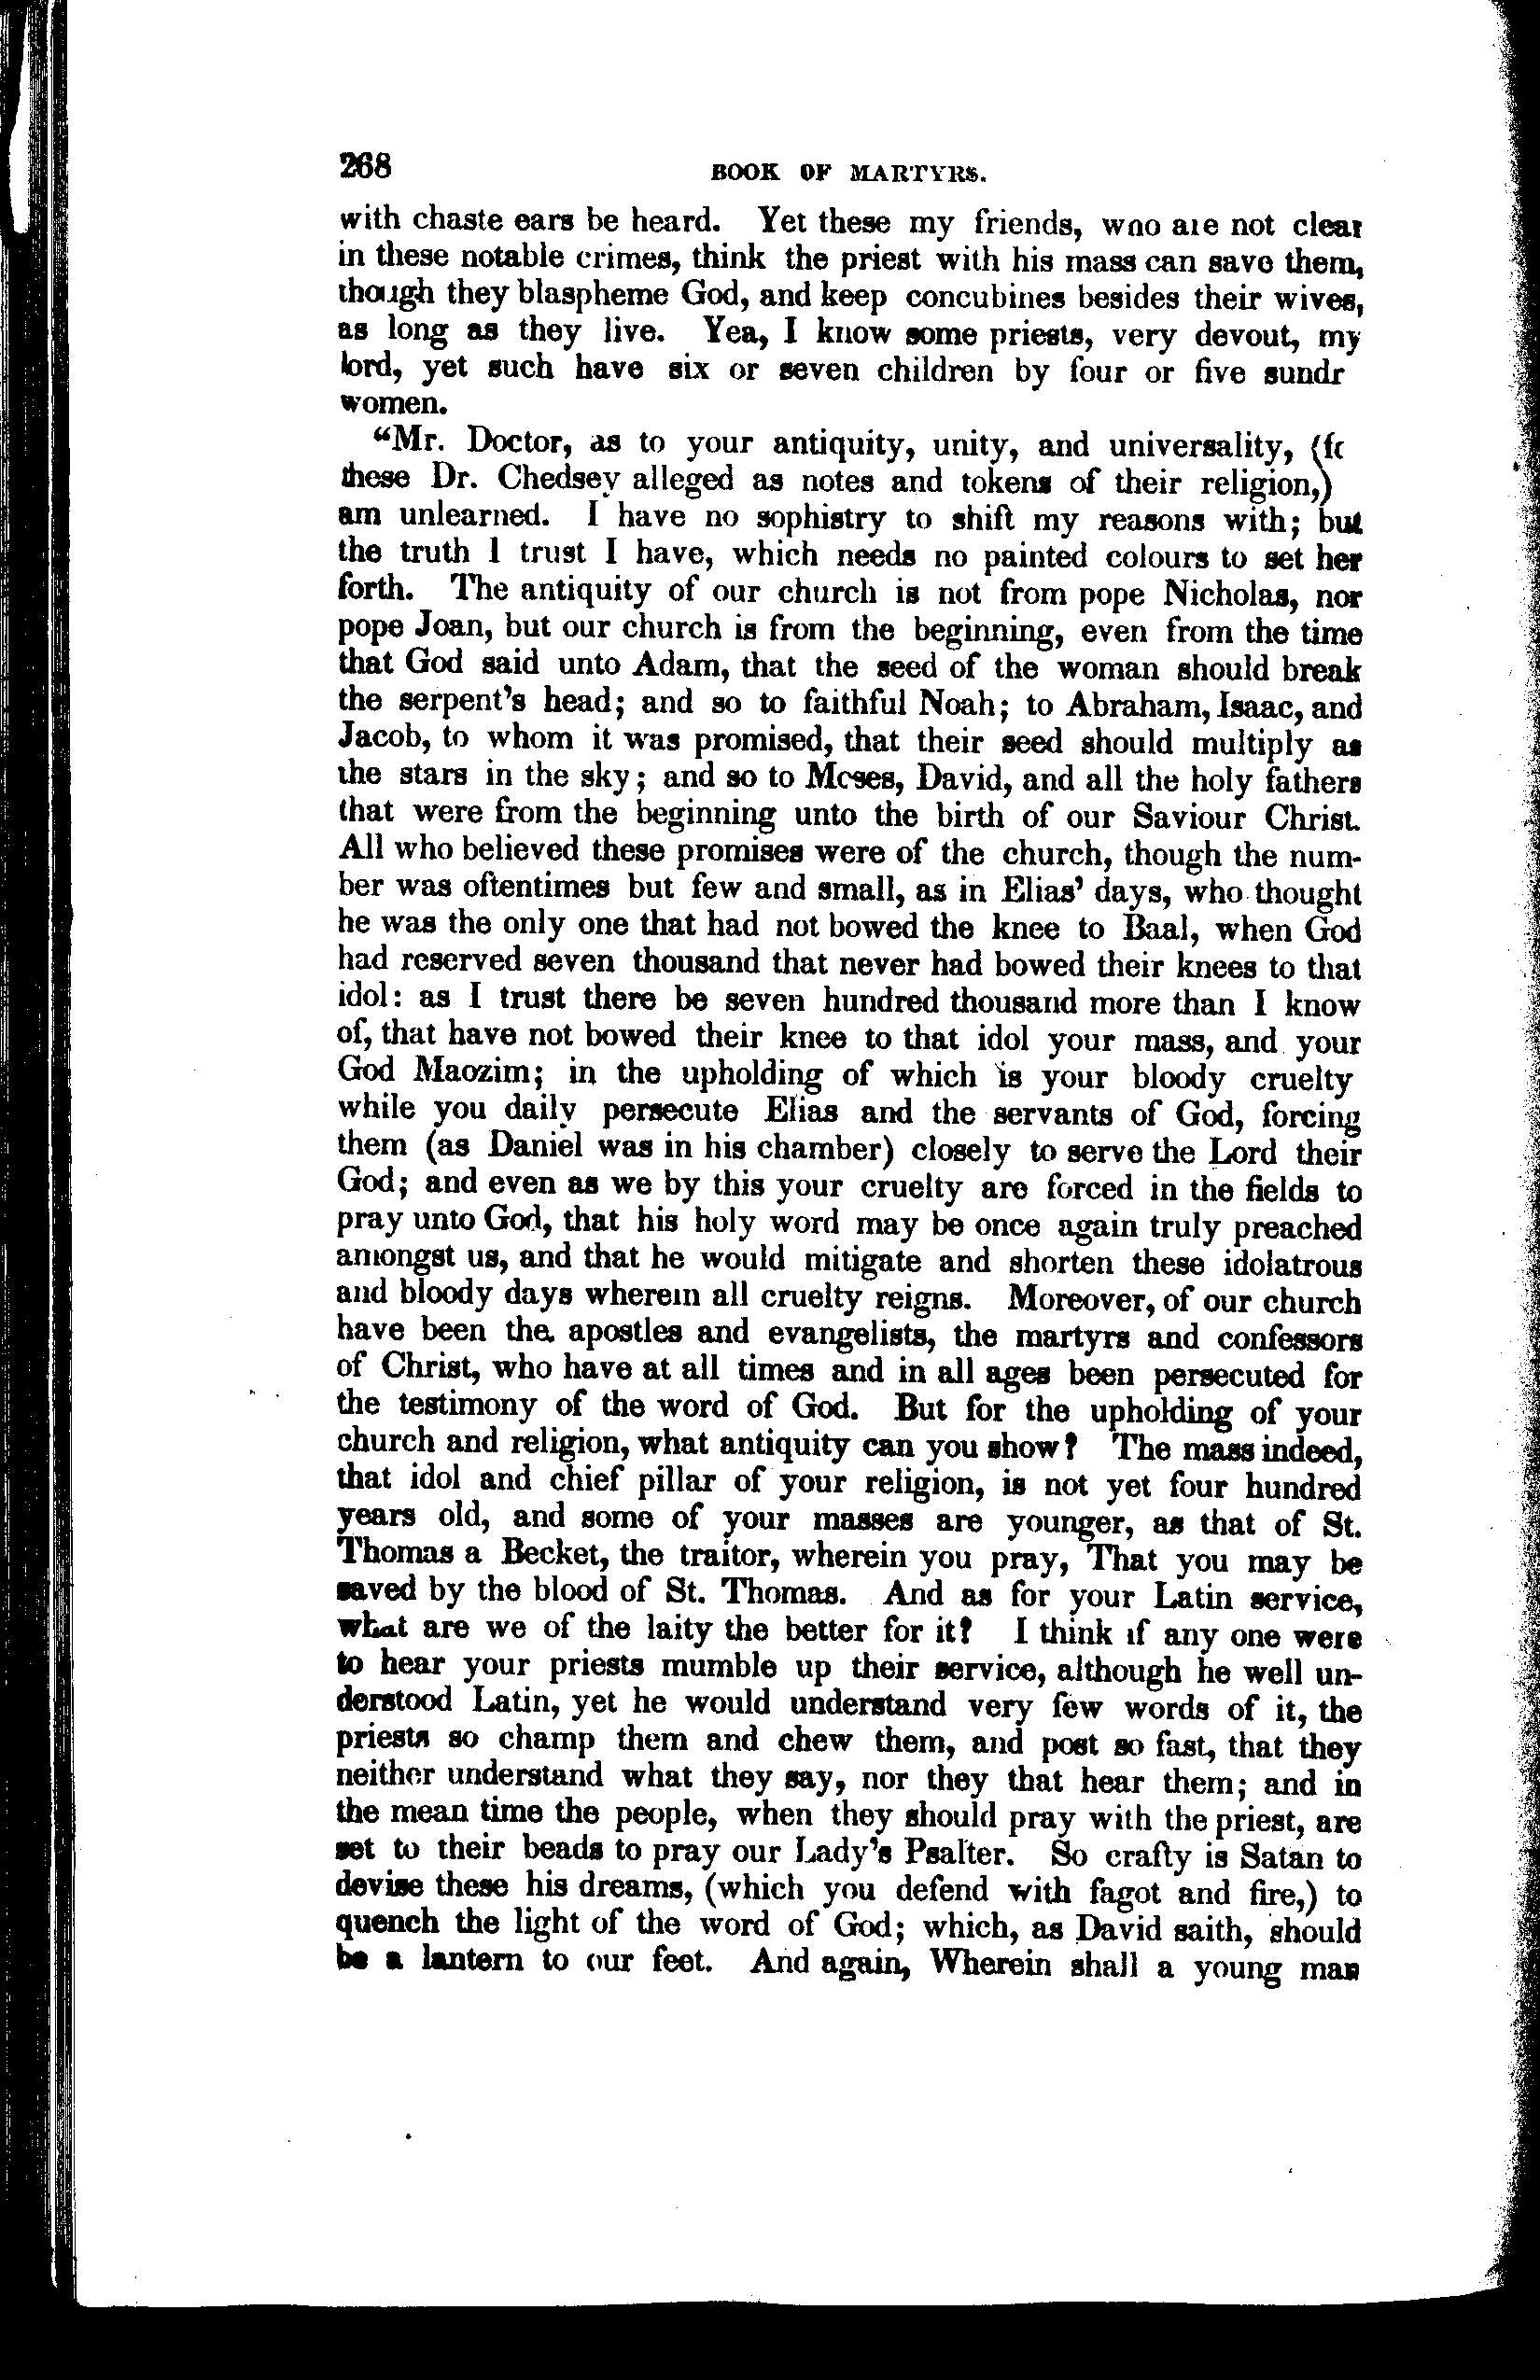 268 BOOK OF MARTYRS.
with chaste ears be heard. Yet these my friends, who are not clear
in these notable crimes, think the priest with his mass can save them,
though they blaspheme God, and keep concubines besides their wives,
as long as they live. Yea, I know some priests, very devout, my
lord, yet such have six or seven children by four or five sundr
women.
"Mr. Doctor, as to your antiquity, unity, and universality, (fo
these Dr. Chedsey alleged as notes and tokens of their religion,)
am unlearned. I have no sophistry to shift my reasons with; but
the truth I trust I have, which needs no painted colours to set her
forth. The antiquity of our church is not from pope Nicholas, nor
pope Joan, but our church is from the beginning, even from the time
that God said unto Adam, that the seed of the woman should break
the serpent's head; and so to faithful Noah; to Abraham, Isaac, and
Jacob, to whom it was promised, that their seed should multiply as
the stars in the sky; and so to Moses, David, and all the holy fathers
that were from the beginning unto the birth of our Saviour Christ.
All who believed these promises were of the church, though the num-
ber was oftentimes but few and small, as in Elias' days, who thought
he was the only one that had not bowed the knee to Baal, when God
had reserved seven thousand that never had bowed their knees to that
idol: as I trust there be seven hundred thousand more than I know
of, that have not bowed their knee to that idol your mass, and your
God Maozim; in the upholding of which is your bloody cruelty
while you daily persecute Elias and the servants of God, forcing
them (as Daniel was in his chamber) closely to serve the Lord their
God; and even as we by this your cruelty are forced in the fields to
pray unto God, that his holy word may be once again truly preached
amongst us, and that he would mitigate and shorten these idolatrous
and bloody days wherein all cruelty reigns. Moreover, of our church
have been the apostles and evangelists, the martyrs and confessors
of Christ, who have at all times and in all ages been persecuted for
the testimony of the word of God. But for the upholding of your
church and religion, what antiquity can you show? The mass indeed,
that idol and chief pillar of your religion, is not yet four hundred
years old, and some of your masses are younger, as that of St.
Thomas a Becket, the traitor, wherein you pray, That you may be
saved by the blood of St. Thomas. And as for your Latin service,
what are we of the laity the better for it? I think if any one were
to hear your priests mumble up their service, although he well un-
derstood Latin, yet he would understand very few words of it, the
priests so champ them and chew them, and post so fast, that they
neither understand what they say, nor they that hear them; and in
the mean time the people, when they should pray with the priest, are
set to their beads to pray our Lady's Psalter. So crafty is Satan to
devise these his dreams, (which you defend with fagot and fire,) to
quench the light of the word of God; which, as David saith, should
be a lantern to our feet. And again, Wherein shall a young man